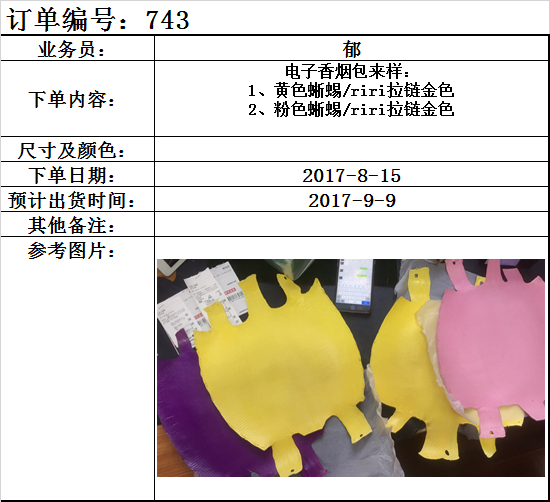 订单编号：743
业务员：郁
下单内容：
电子香烟包来样：
1、黄色蜥蜴/riri拉链金色
2、粉色蜥蜴/riri拉链金色
尺寸及颜色：
下单日期：2017-8-15
预计出货时间：2017-9-9
其他备注：
参考图片：